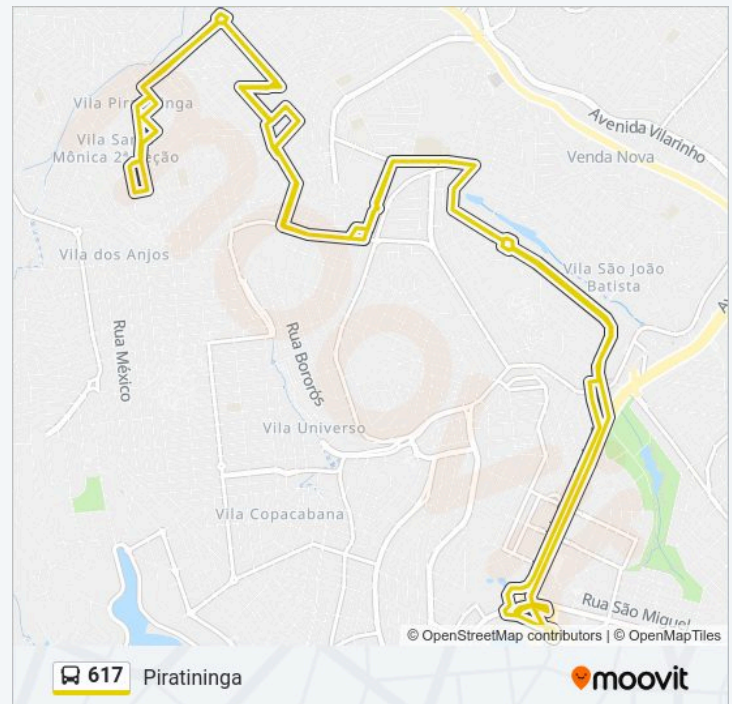 Avenida Vilarinho
Vila Piratininga
Venda Nova
Vila Santa
Mônica 2ª Seção
Vila dos Anjos
Vila São João
Batista
Av
Rua México
Rua Bororós
Vila Universo
Vila Copacabana
Rua São Miguel
© OpenStreetMap contributors | © OpenMapTiles
617 Piratininga
moovit